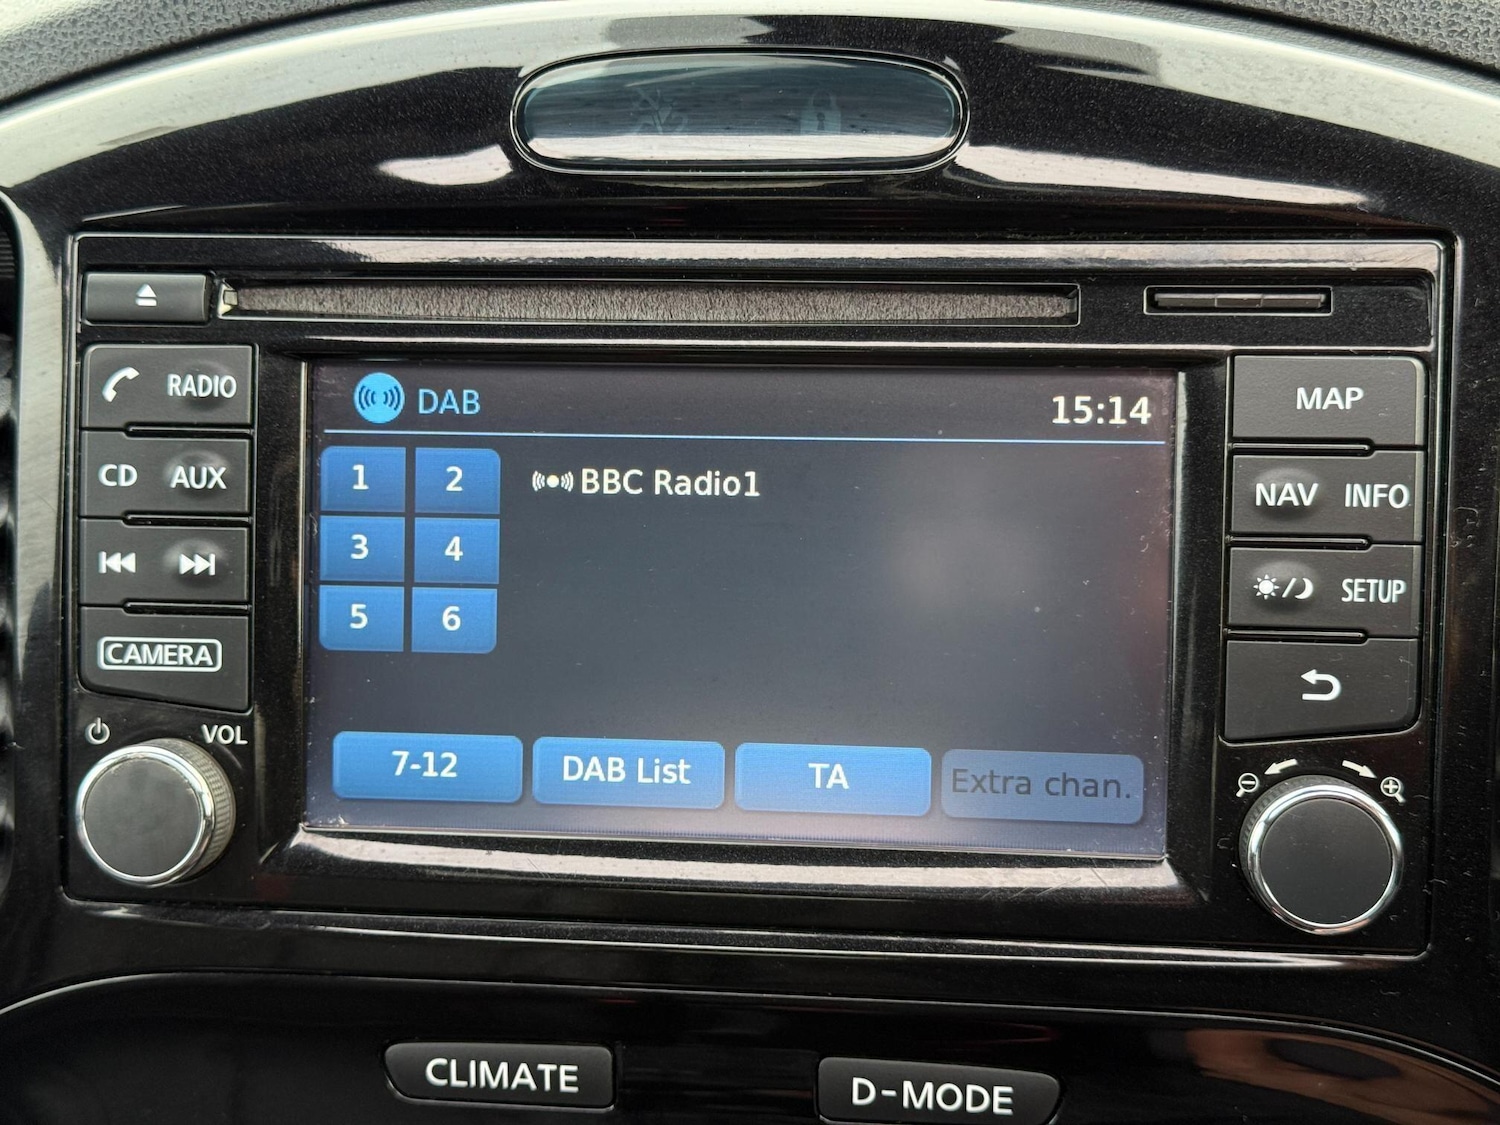 RADIO
CD AUX
CAMERA
VOL
DAB
15:14
1 2
BBC Radio1
3 4
5 6
7-12
DAB List
TA
Extra chan.
MAP
NAV INFO
SETUP
CLIMATE
D-MODE